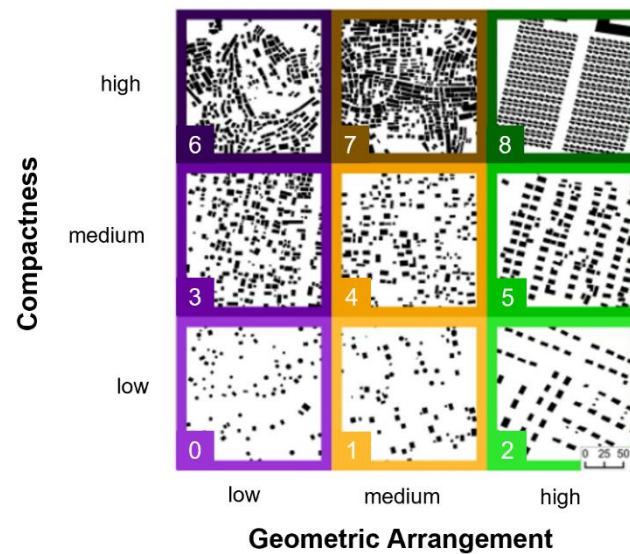 high
6
7
8
Compactness
medium
3
4
5
low
0
1
2
0 25 50
low
medium
high
Geometric Arrangement